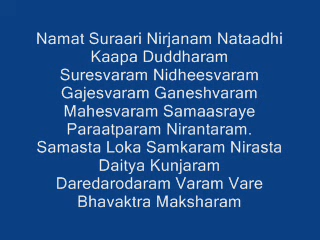 Namat Suraari Nirjanam Nataadhi
Kaapa Duddharam
Suresvaram Nidheesvaram
Gajesvaram Ganeshvaram
Mahesvaram Samaasraye
Paraatparam Nirantaram.
Samasta Loka Samkaram Nirasta
Daitya Kunjaram
Daredarodaram Varam Vare
Bhavaktra Maksharam